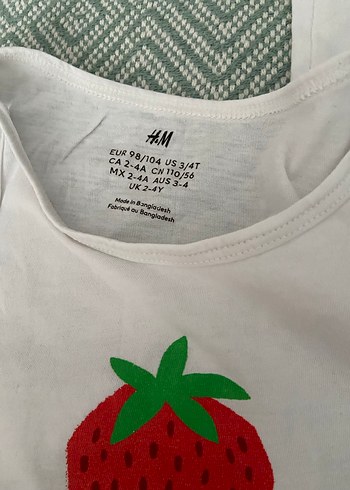 H&M
EUR 98/104 US 3/4T
CA 2-4A CN 110/56
MX 2-4A AUS 3-4
UK 2-4Y
Made in Bangladesh
Fabriqué au Bangladesh